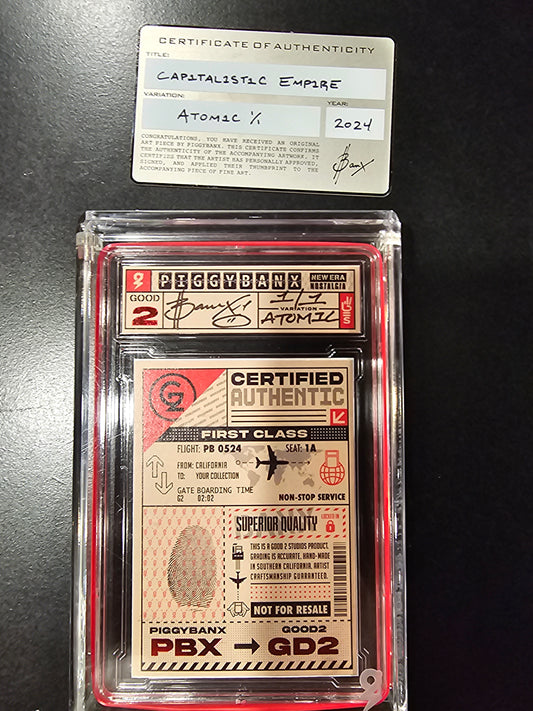 CERTIFICATE OF AUTHENTICITY
TITLE:
CAPITALISTIC EMPIRE
VARIATION:
ATOMIC 1/1
YEAR:
2024
CONGRATULATIONS, YOU HAVE RECEIVED AN ORIGINAL
ART PIECE BY PIGGYBANX. THIS CERTIFICATE CONFIRMS
THE AUTHENTICITY OF THE ACCOMPANYING ARTWORK. IT
CERTIFIES THAT THE ARTIST HAS PERSONALLY APPROVED,
SIGNED, AND APPLIED THEIR THUMBPRINT TO THE
ACCOMPANYING PIECE OF FINE ART.
BanX
PIGGYBANX
NEW ERA
NOSTALGIA
GOOD
2
BanX
1/1
VARIATION
ATOMIC
G2
CERTIFIED
AUTHENTIC
FIRST CLASS
FLIGHT: PB 0524
SEAT: 1A
FROM: CALIFORNIA
TO: YOUR COLLECTION
GATE BOARDING TIME
G2 02:02
NON-STOP SERVICE
SUPERIOR QUALITY
LOCKED IN
THIS IS A GOOD 2 STUDIOS PRODUCT.
GRADING IS ACCURATE. HAND-MADE
IN SOUTHERN CALIFORNIA. ARTIST
CRAFTSMANSHIP GUARANTEED.
NOT FOR RESALE
PIGGYBANX GOOD2
PBX → GD2